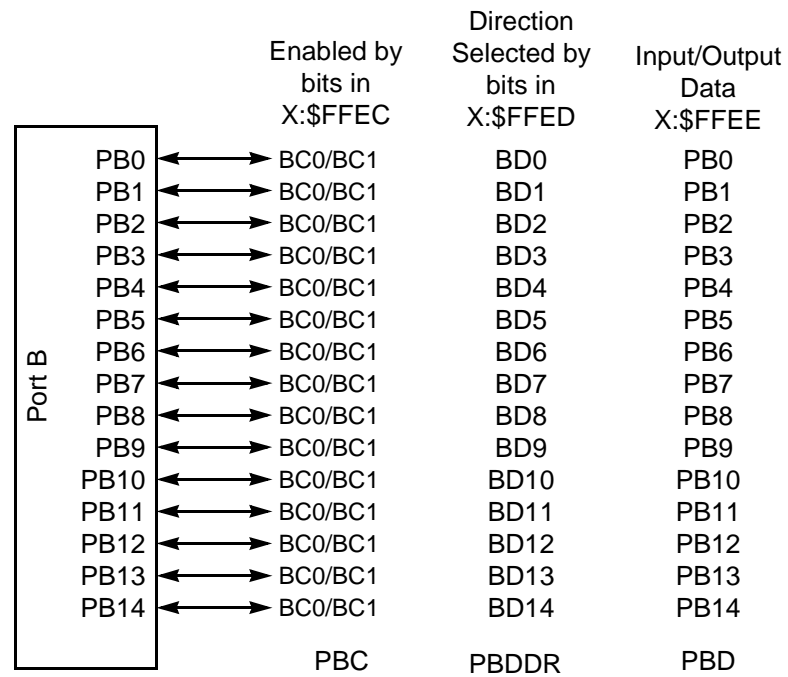 Direction
Enabled by Selected by Input/Output
bits in bits in Data
X:$FFEC X:$FFED X:$FFEE
Port B
PB0 BC0/BC1 BD0 PB0
PB1 BC0/BC1 BD1 PB1
PB2 BC0/BC1 BD2 PB2
PB3 BC0/BC1 BD3 PB3
PB4 BC0/BC1 BD4 PB4
PB5 BC0/BC1 BD5 PB5
PB6 BC0/BC1 BD6 PB6
PB7 BC0/BC1 BD7 PB7
PB8 BC0/BC1 BD8 PB8
PB9 BC0/BC1 BD9 PB9
PB10 BC0/BC1 BD10 PB10
PB11 BC0/BC1 BD11 PB11
PB12 BC0/BC1 BD12 PB12
PB13 BC0/BC1 BD13 PB13
PB14 BC0/BC1 BD14 PB14
PBC PBDDR PBD